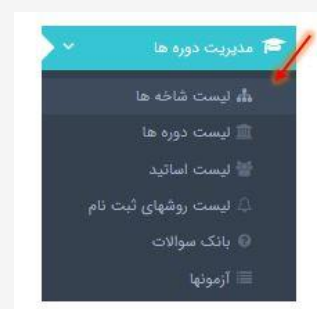 مدیریت دوره ها
لیست شاخه ها
لیست دوره ها
لیست اساتید
لیست روشهای ثبت نام
بانک سوالات
آزمونها